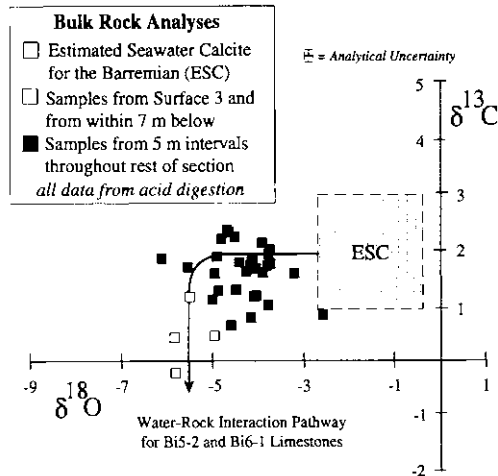 Bulk Rock Analyses
Estimated Seawater Calcite
for the Barremian (ESC)
Samples from Surface 3 and
from within 7 m below
Samples from 5 m intervals
throughout rest of section
all data from acid digestion
= Analytical Uncertainty
δ13C
5
4
3
2
1
-1
-2
ESC
-9
-7
-5
-3
-1
δ18O
Water-Rock Interaction Pathway
for Bi5-2 and Bi6-1 Limestones